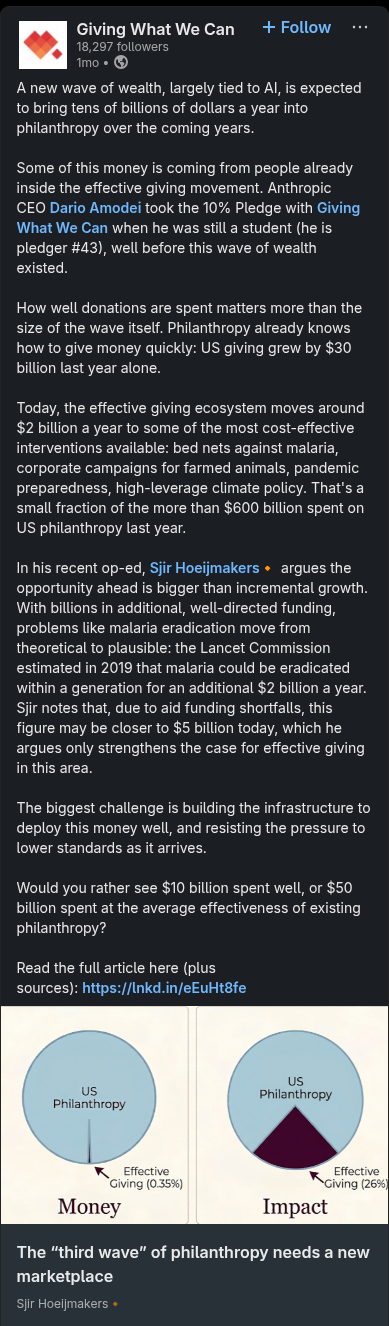 Giving What We Can
+ Follow
18,297 followers
1mo •
A new wave of wealth, largely tied to AI, is expected
to bring tens of billions of dollars a year into
philanthropy over the coming years.
Some of this money is coming from people already
inside the effective giving movement. Anthropic
CEO Dario Amodei took the 10% Pledge with Giving
What We Can when he was still a student (he is
pledger #43), well before this wave of wealth
existed.
How well donations are spent matters more than the
size of the wave itself. Philanthropy already knows
how to give money quickly: US giving grew by $30
billion last year alone.
Today, the effective giving ecosystem moves around
$2 billion a year to some of the most cost-effective
interventions available: bed nets against malaria,
corporate campaigns for farmed animals, pandemic
preparedness, high-leverage climate policy. That's a
small fraction of the more than $600 billion spent on
US philanthropy last year.
In his recent op-ed, Sjir Hoeijmakers🔸 argues the
opportunity ahead is bigger than incremental growth.
With billions in additional, well-directed funding,
problems like malaria eradication move from
theoretical to plausible: the Lancet Commission
estimated in 2019 that malaria could be eradicated
within a generation for an additional $2 billion a year.
Sjir notes that, due to aid funding shortfalls, this
figure may be closer to $5 billion today, which he
argues only strengthens the case for effective giving
in this area.
The biggest challenge is building the infrastructure to
deploy this money well, and resisting the pressure to
lower standards as it arrives.
Would you rather see $10 billion spent well, or $50
billion spent at the average effectiveness of existing
philanthropy?
Read the full article here (plus
sources): https://lnkd.in/eEuHt8fe
US
Philanthropy
Effective
Giving (0.35%)
Money
US
Philanthropy
Effective
Giving (26%)
Impact
The “third wave” of philanthropy needs a new
marketplace
Sjir Hoeijmakers🔸